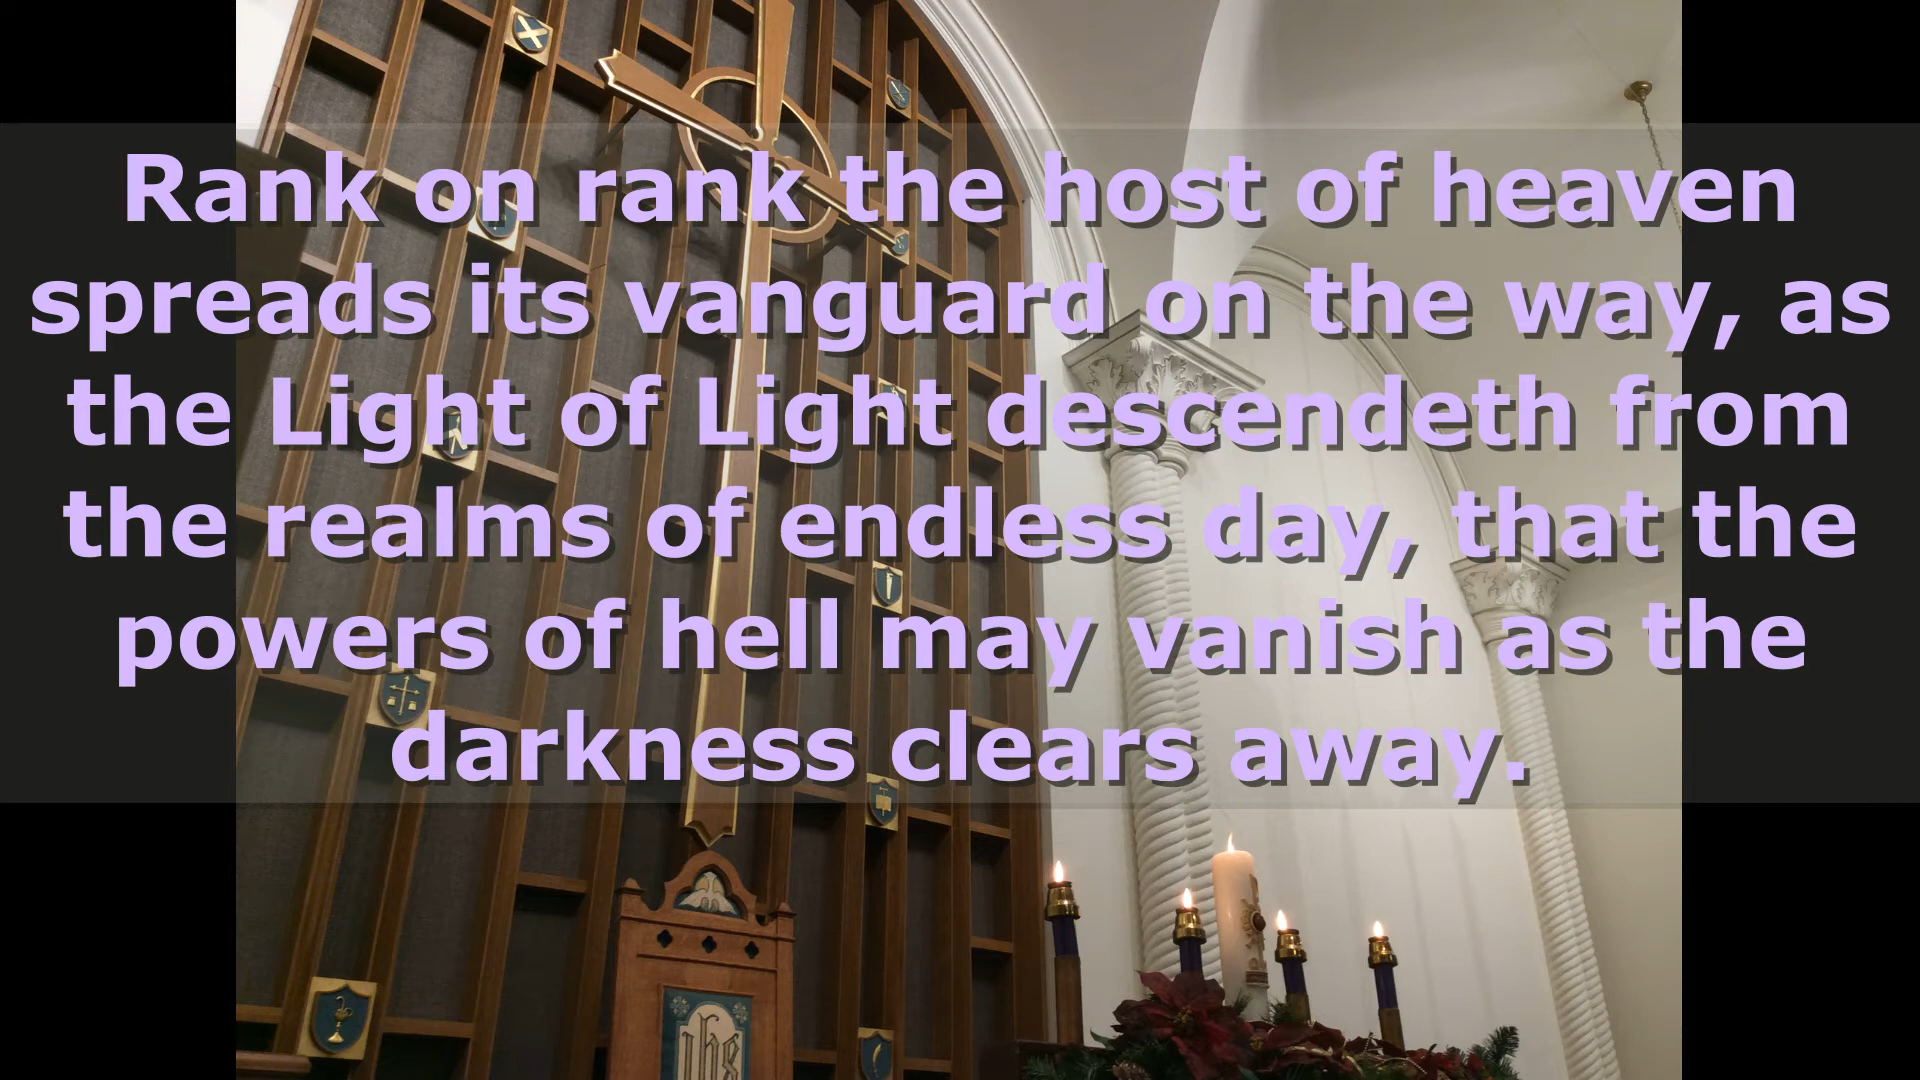 Rank on rank the host of heaven
spreads its vanguard on the way, as
the Light of Light descendeth from
the realms of endless day, that the
powers of hell may vanish as the
darkness clears away.
ihs